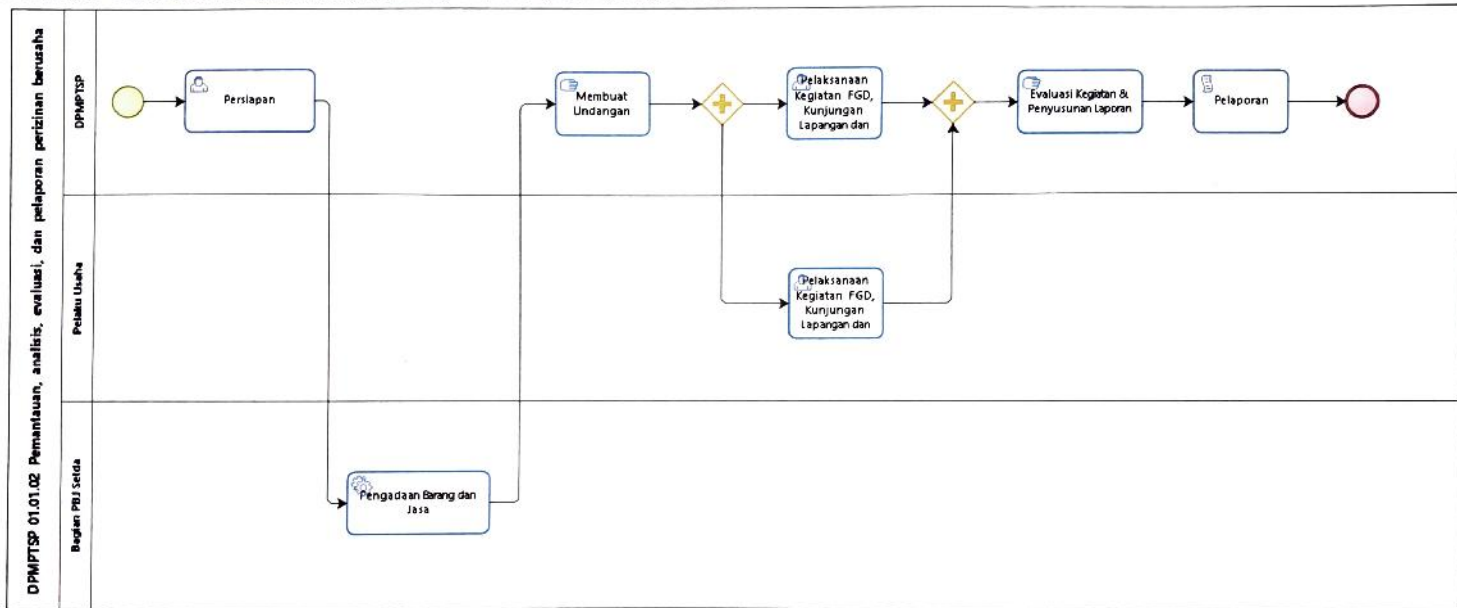 DPMPTSP 01.01.02 Pemantauan, analisis, evaluasi, dan pelaporan perizinan berusaha
DPMPTSP
Persiapan
Membuat
Undangan
Pelaksanaan
Kegiatan FGD,
Kunjungan
Lapangan dan
Evaluasi Kegiatan &
Penyusunan Laporan
Pelaporan
Pelaku Usaha
Pelaksanaan
Kegiatan FGD,
Kunjungan
Lapangan dan
Bagian PBJ Setda
Pengadaan Barang dan
Jasa